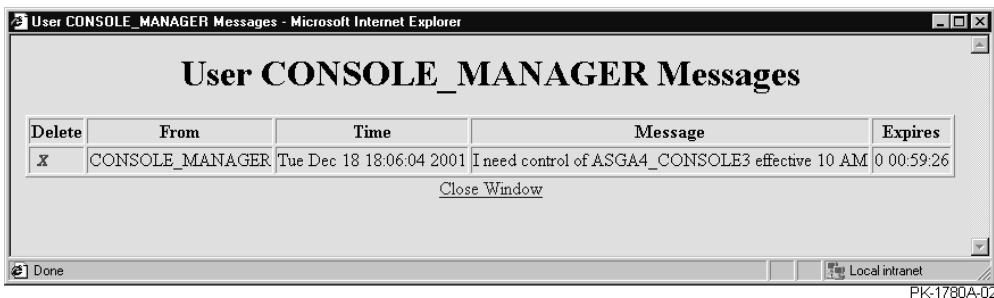 User CONSOLE_MANAGER Messages - Microsoft Internet Explorer
User CONSOLE_MANAGER Messages
Delete From Time Message Expires
X CONSOLE_MANAGER Tue Dec 18 18:06:04 2001 I need control of ASGA4_CONSOLE3 effective 10 AM 0 00:59:26
Close Window
Done Local intranet
PK-1780A-02